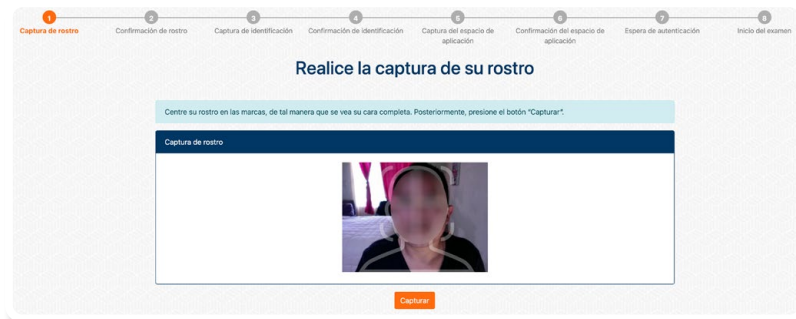 1 2 3 4 5 6 7 8
Captura de rostro Confirmación de rostro Captura de identificación Confirmación de identificación Captura del espacio de aplicación Confirmación del espacio de aplicación Espera de autenticación Inicio del examen
Realice la captura de su rostro
Centre su rostro en las marcas, de tal manera que se vea su cara completa. Posteriormente, presione el botón "Capturar".
Captura de rostro
Capturar